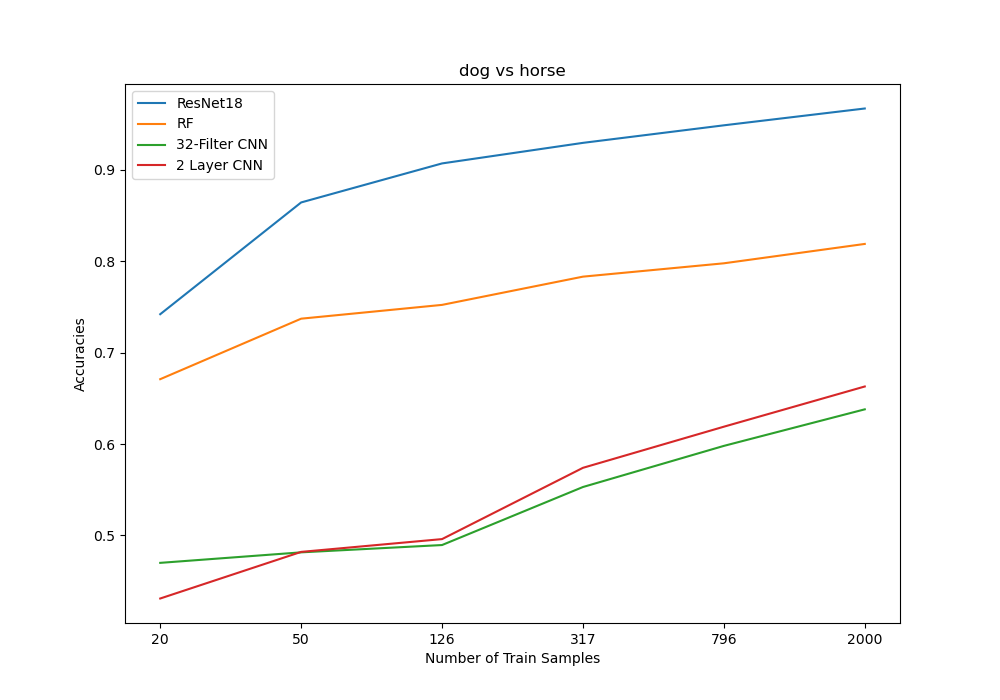 dog vs horse
ResNet18
RF
32-Filter CNN
2 Layer CNN
Accuracies
0.9
0.8
0.7
0.6
0.5
20 50 126 317 796 2000
Number of Train Samples